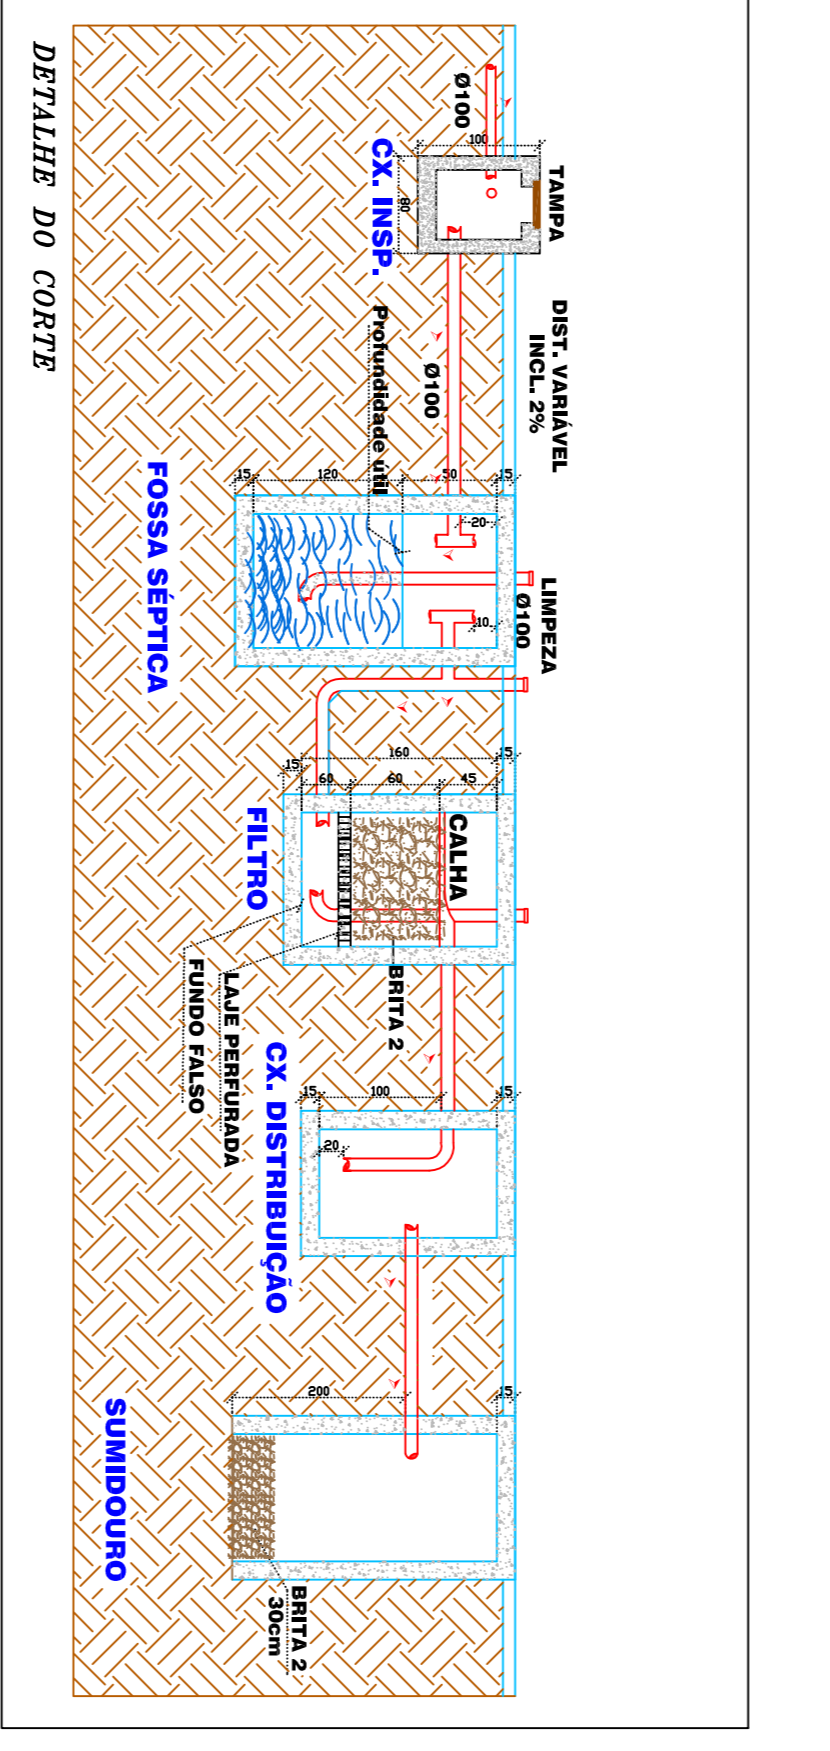 Ø100
100
TAMPA
80
CX. INSP.
DIST. VARIÁVEL
INCL. 2%
Ø100
Profundidade útil
15
120
50
15
20
10
LIMPEZA
Ø100
FOSSA SÉPTICA
160
15
15
60
60
45
CALHA
FILTRO
BRITA 2
LAJE PERFURADA
FUNDO FALSO
15
100
15
20
CX. DISTRIBUIÇÃO
200
15
SUMIDOURO
BRITA 2
30cm
DETALHE DO CORTE